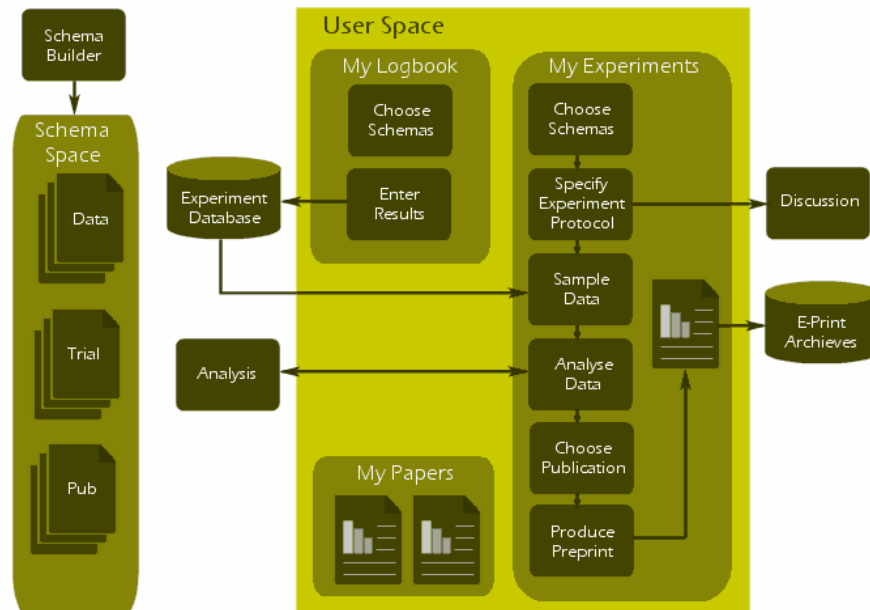 Schema
Builder
Schema
Space
Data
Trial
Pub
Experiment
Database
Analysis
User Space
My Logbook
Choose
Schemas
Enter
Results
My Papers
My Experiments
Choose
Schemas
Specify
Experiment
Protocol
Sample
Data
Analyse
Data
Choose
Publication
Produce
Preprint
Discussion
E-Print
Archieves